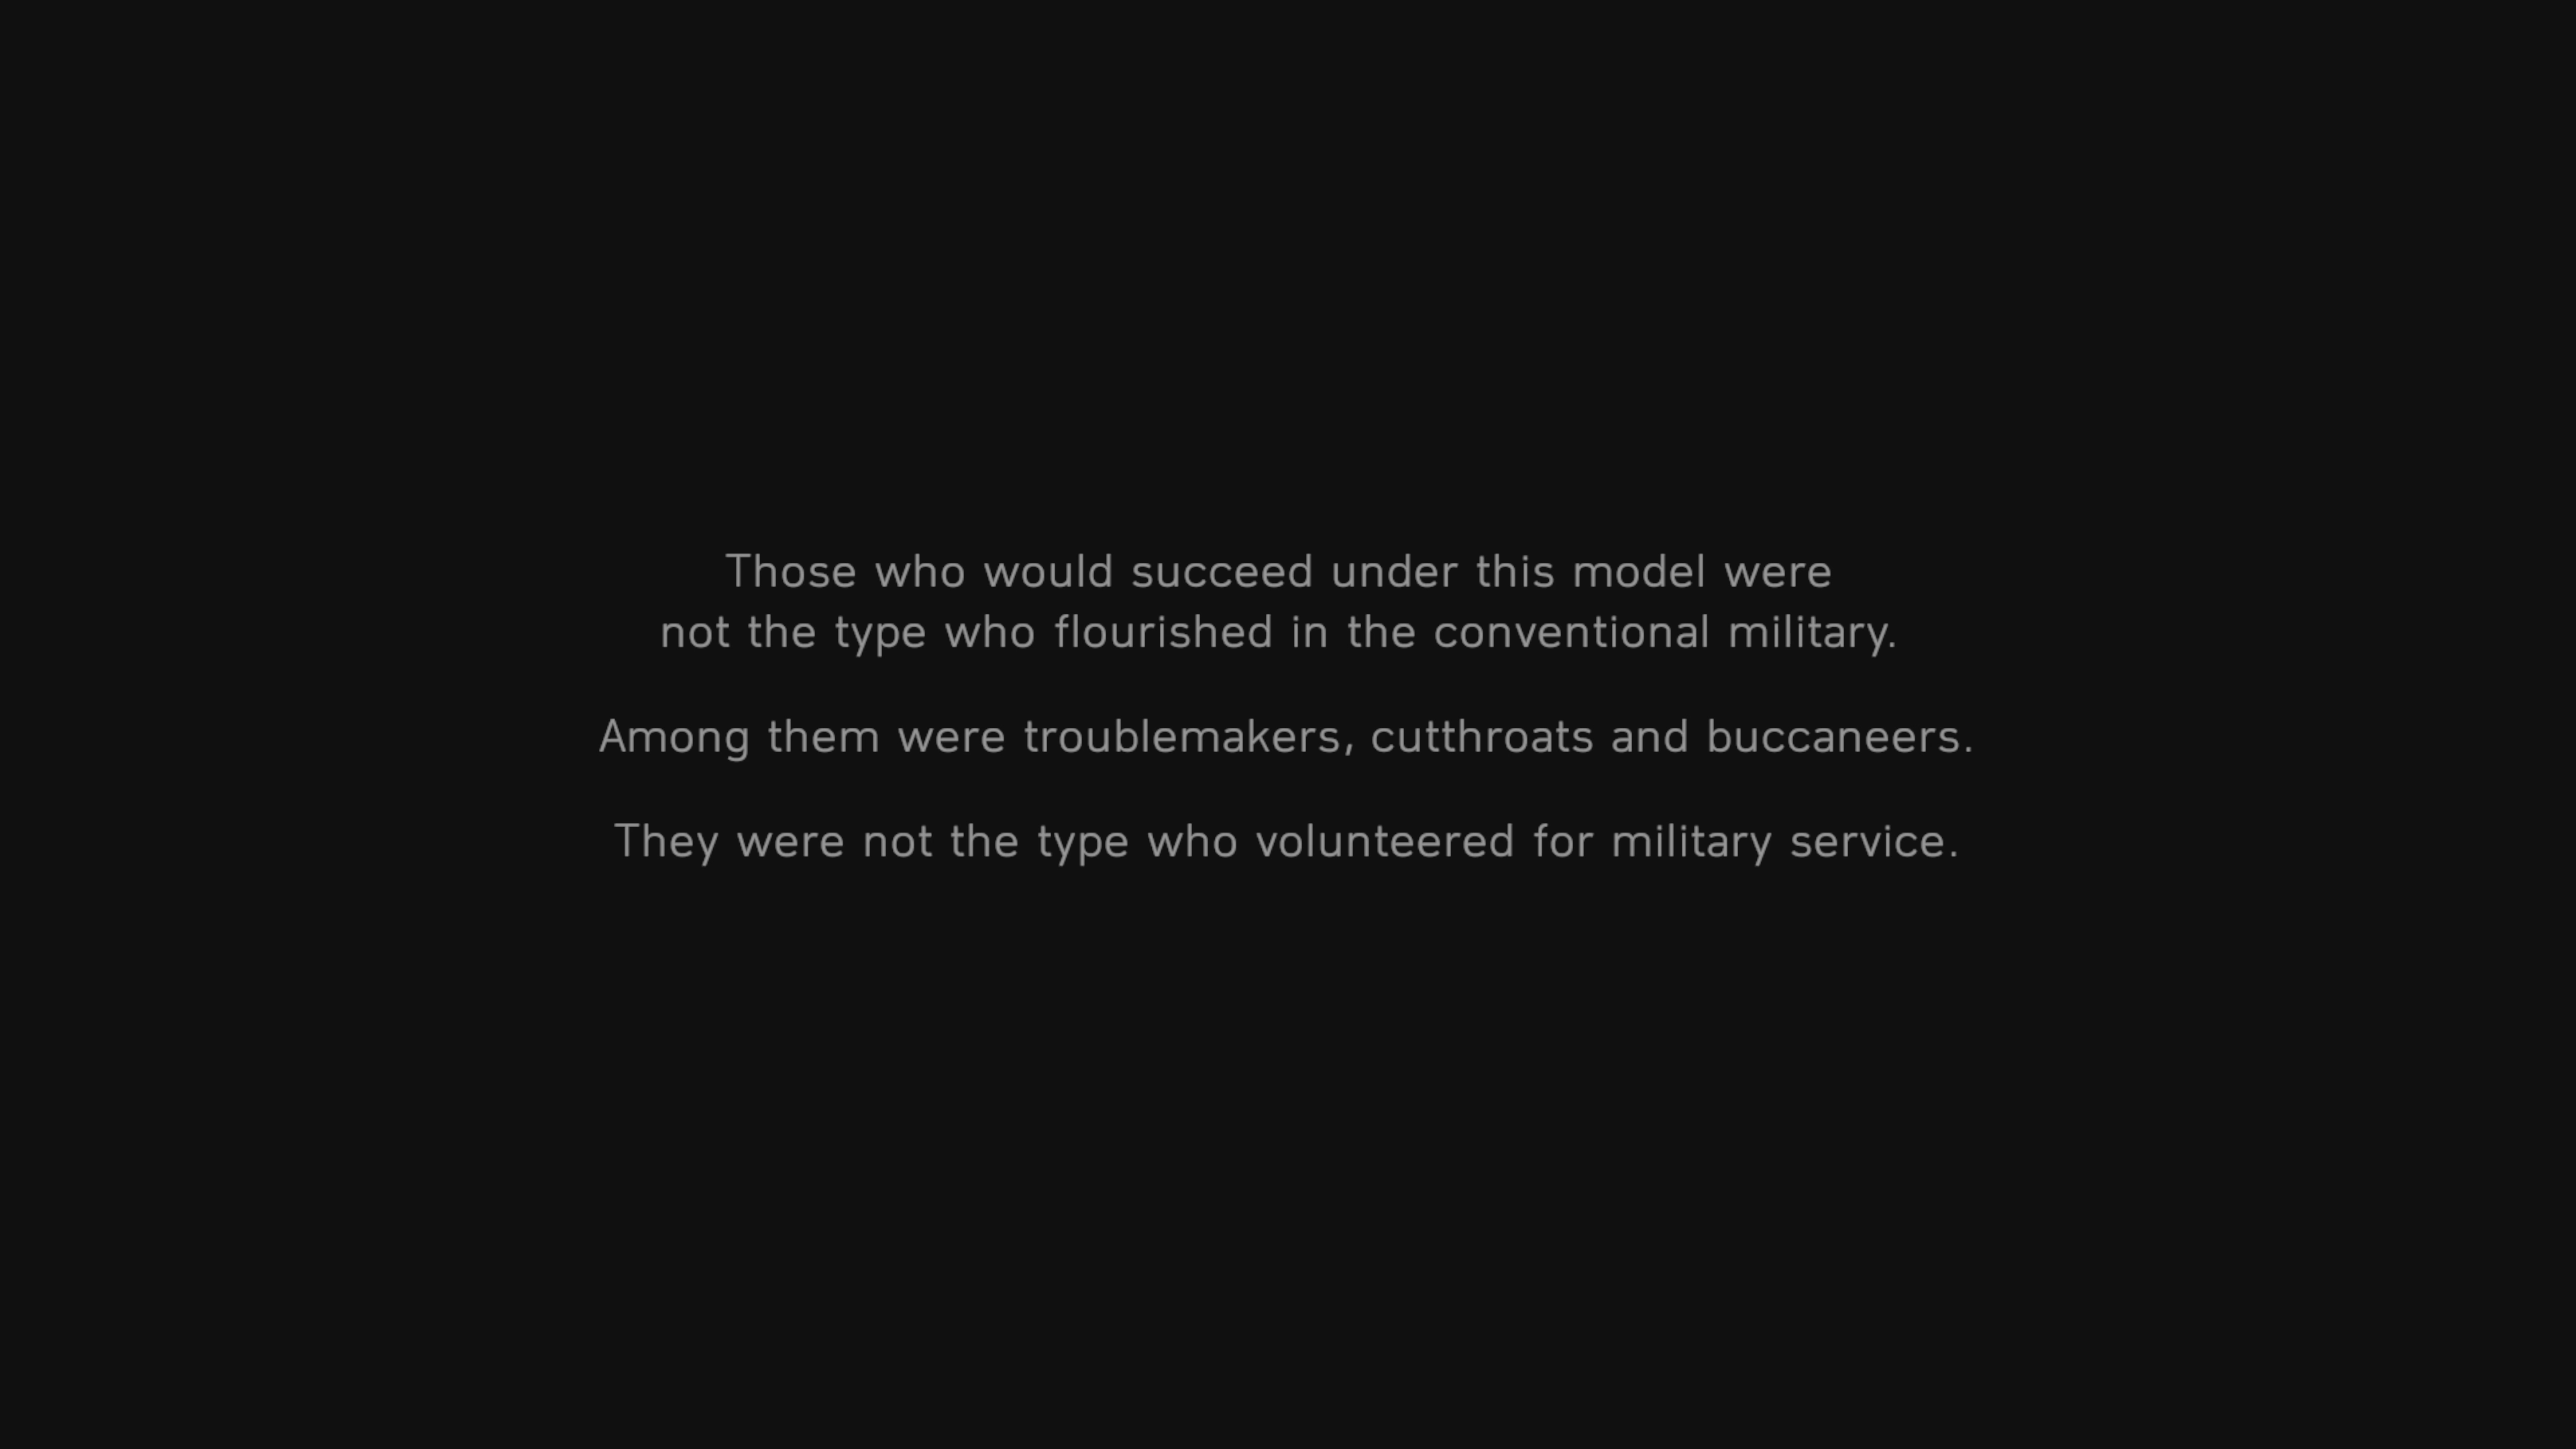 Those who would succeed under this model were
not the type who flourished in the conventional military.
Among them were troublemakers, cutthroats and buccaneers.
They were not the type who volunteered for military service.